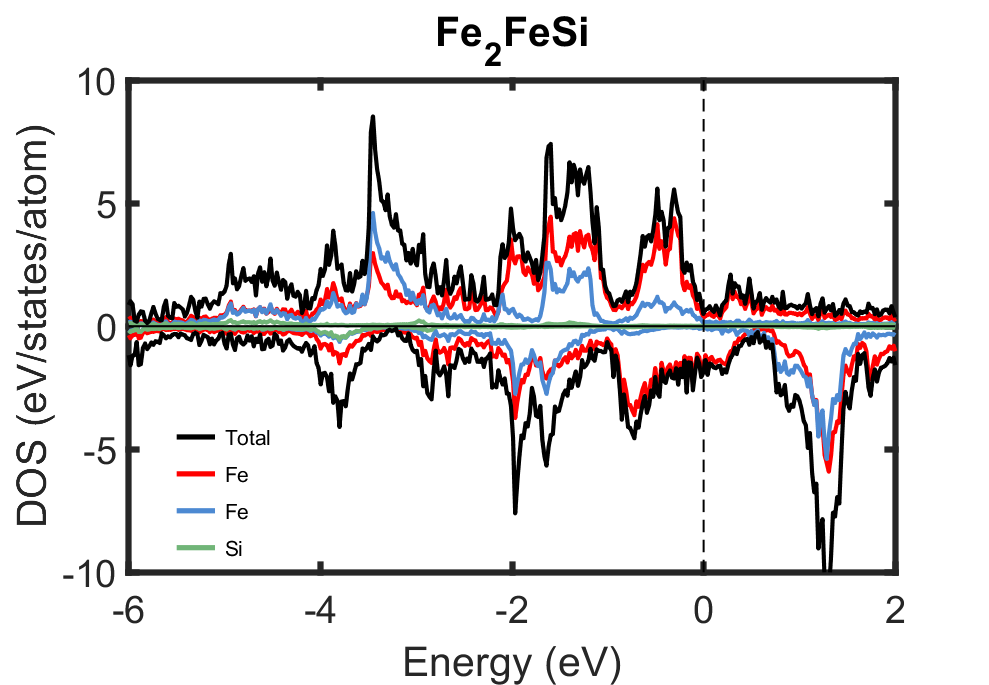 Fe₂FeSi
10
5
0
-5
-10
DOS (eV/states/atom)
Total
Fe
Fe
Si
-6 -4 -2 0 2
Energy (eV)